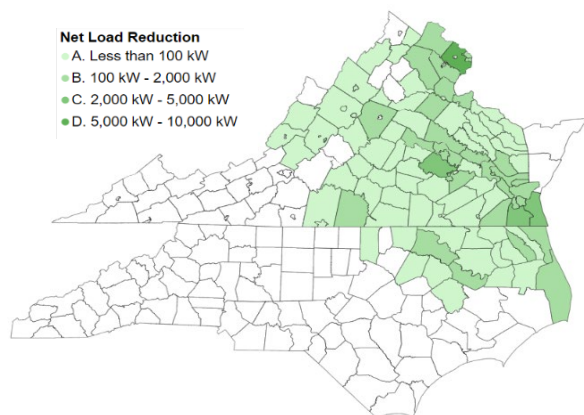 Net Load Reduction
A. Less than 100 kW
B. 100 kW - 2,000 kW
C. 2,000 kW - 5,000 kW
D. 5,000 kW - 10,000 kW